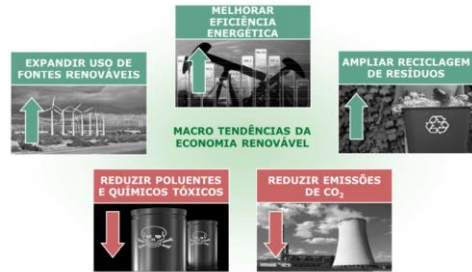 MELHORAR
EFICIÊNCIA
ENERGÉTICA
EXPANDIR USO DE
FONTES RENOVÁVEIS
AMPLIAR RECICLAGEM
DE RESÍDUOS
MACRO TENDÊNCIAS DA
ECONOMIA RENOVÁVEL
REDUZIR POLUENTES
E QUÍMICOS TÓXICOS
REDUZIR EMISSÕES
DE CO₂